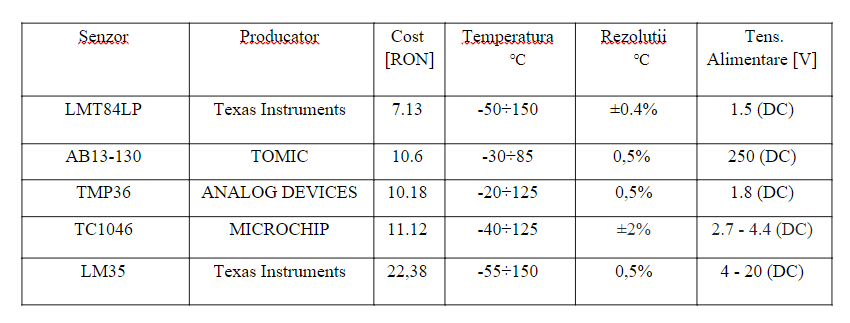 Senzor Producator Cost [RON] Temperatura °C Rezolutii °C Tens. Alimentare [V]
LMT84LP Texas Instruments 7.13 -50÷150 ±0.4% 1.5 (DC)
AB13-130 TOMIC 10.6 -30÷85 0,5% 250 (DC)
TMP36 ANALOG DEVICES 10.18 -20÷125 0,5% 1.8 (DC)
TC1046 MICROCHIP 11.12 -40÷125 ±2% 2.7 - 4.4 (DC)
LM35 Texas Instruments 22,38 -55÷150 0,5% 4 - 20 (DC)